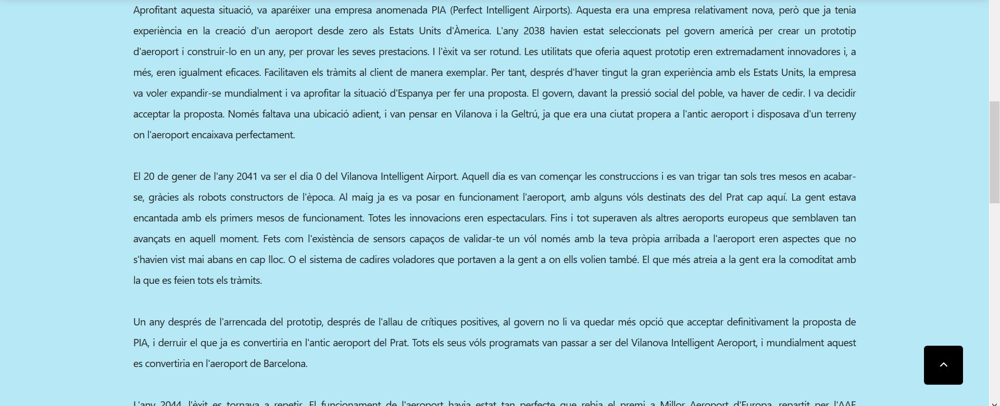 Aprofitant aquesta situació, va aparéixer una empresa anomenada PIA (Perfect Intelligent Airports). Aquesta era una empresa relativament nova, però que ja tenia
experiència en la creació d'un aeroport desde zero als Estats Units d'Àmerica. L'any 2038 havien estat seleccionats pel govern americà per crear un prototip
d'aeroport i construir-lo en un any, per provar les seves prestacions. I l'èxit va ser rotund. Les utilitats que oferia aquest prototip eren extremadament innovadores i, a
més, eren igualment eficaces. Facilitaven els tràmits al client de manera exemplar. Per tant, després d'haver tingut la gran experiència amb els Estats Units, la empresa
va voler expandir-se mundialment i va aprofitar la situació d'Espanya per fer una proposta. El govern, davant la pressió social del poble, va haver de cedir. I va decidir
acceptar la proposta. Només faltava una ubicació adient, i van pensar en Vilanova i la Geltrú, ja que era una ciutat propera a l'antic aeroport i disposava d'un terreny
on l'aeroport encaixava perfectament.
El 20 de gener de l'any 2041 va ser el dia 0 del Vilanova Intelligent Airport. Aquell dia es van començar les construccions i es van trigar tan sols tres mesos en acabar-
se, gràcies als robots constructors de l'època. Al maig ja es va posar en funcionament l'aeroport, amb alguns vóls destinats des del Prat cap aquí. La gent estava
encantada amb els primers mesos de funcionament. Totes les innovacions eren espectaculars. Fins i tot superaven als altres aeroports europeus que semblaven tan
avançats en aquell moment. Fets com l'existència de sensors capaços de validar-te un vól només amb la teva pròpia arribada a l'aeroport eren aspectes que no
s'havien vist mai abans en cap lloc. O el sistema de cadires voladores que portaven a la gent a on ells volien també. El que més atreia a la gent era la comoditat amb
la que es feien tots els tràmits.
Un any després de l'arrencada del prototip, després de l'allau de crítiques positives, al govern no li va quedar més opció que acceptar definitivament la proposta de
PIA, i derruir el que ja es convertiria en l'antic aeroport del Prat. Tots els seus vóls programats van passar a ser del Vilanova Intelligent Aeroport, i mundialment aquest
es convertiria en l'aeroport de Barcelona.
L'any 2044, l'èxit es tornava a repetir. El funcionament de l'aeroport havia estat tan perfecte que rebia el premi a Millor Aeroport d'Europa, repartit per l'AAE